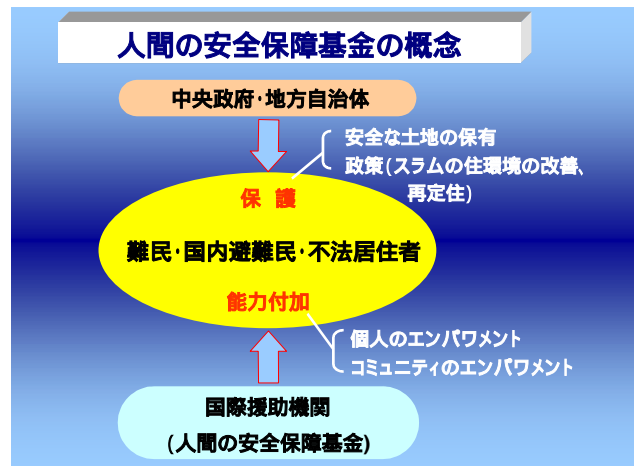 人間の安全保障基金の概念
中央政府･地方自治体
安全な土地の保有
政策(スラムの住環境の改善、
再定住)
保 護
難民･国内避難民･不法居住者
能力付加
個人のエンパワメント
コミュニティのエンパワメント
国際援助機関
(人間の安全保障基金)